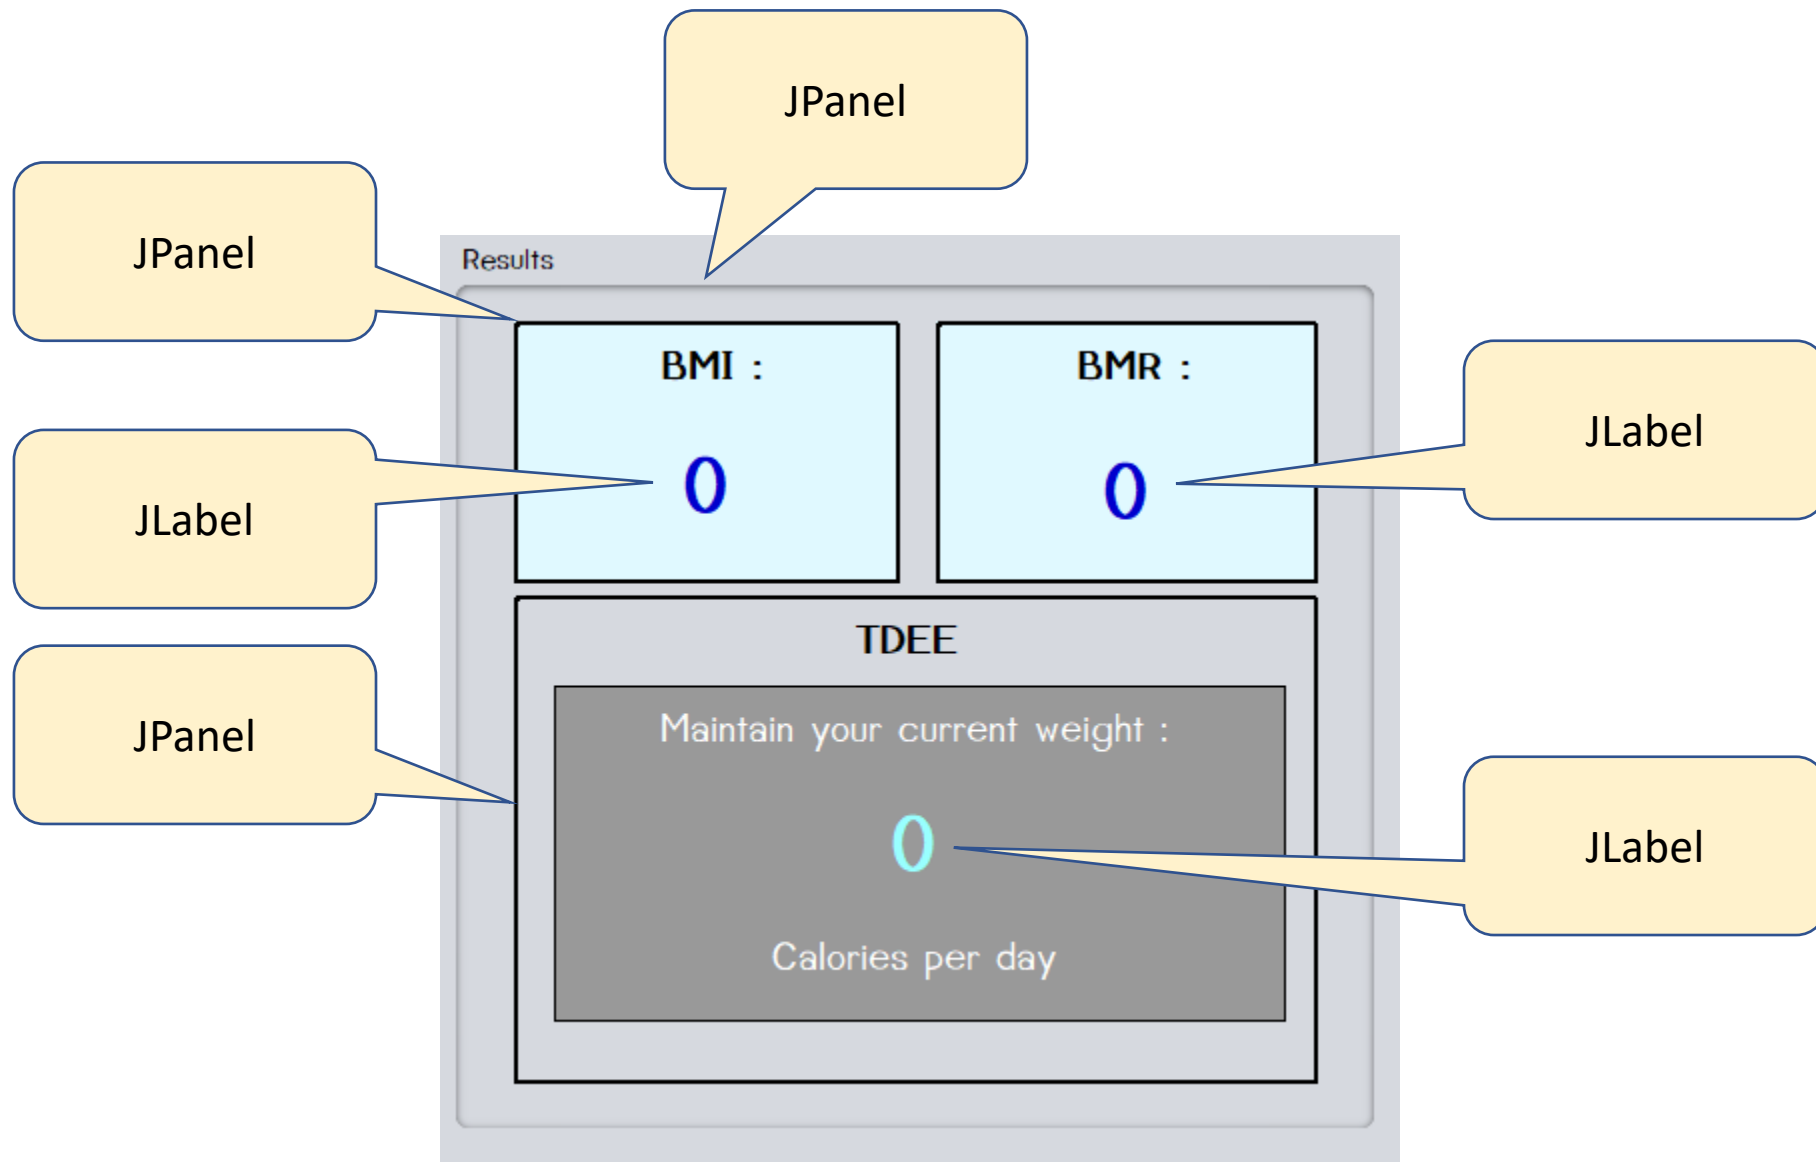 JPanel
JPanel
Results
BMI :
BMR :
JLabel
0
0
JLabel
TDEE
JPanel
Maintain your current weight :
0
JLabel
Calories per day